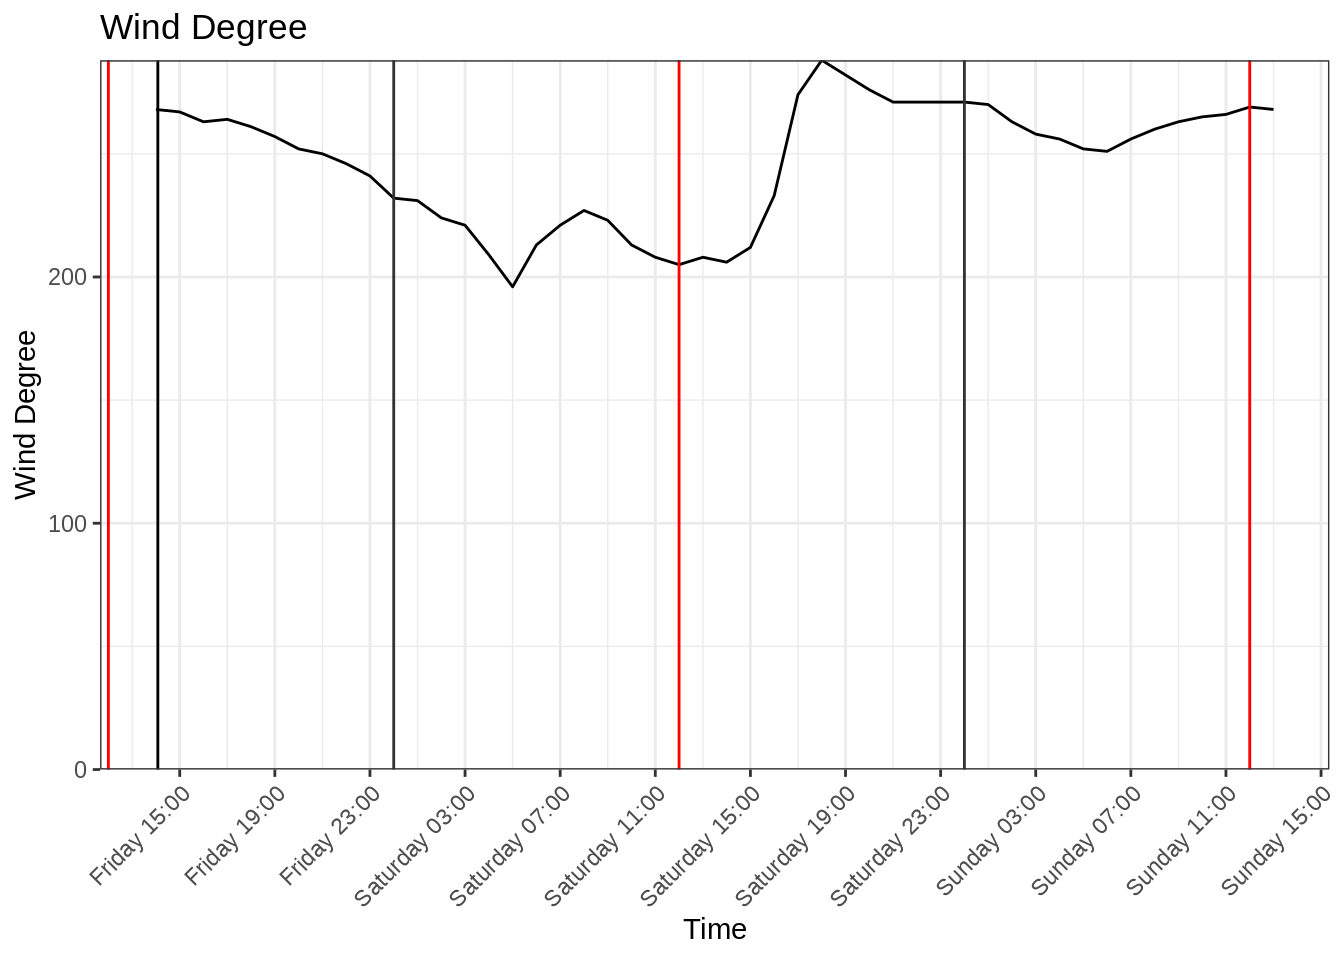 Wind Degree
Wind Degree
200
100
0
Friday 15:00
Friday 19:00
Friday 23:00
Saturday 03:00
Saturday 07:00
Saturday 11:00
Saturday 15:00
Saturday 19:00
Saturday 23:00
Sunday 03:00
Sunday 07:00
Sunday 11:00
Sunday 15:00
Time